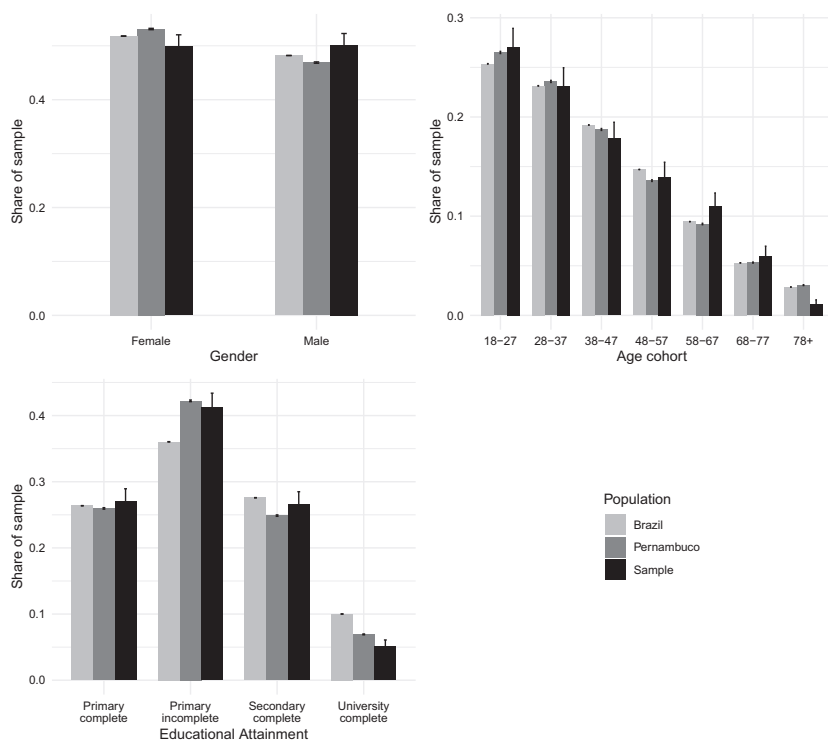 Share of sample
0.4
0.2
0.0
Female Male
Gender
Share of sample
0.3
0.2
0.1
0.0
18−27 28−37 38−47 48−57 58−67 68−77 78+
Age cohort
Share of sample
0.4
0.3
0.2
0.1
0.0
Primary complete
Primary incomplete
Secondary complete
University complete
Educational Attainment
Population
Brazil
Pernambuco
Sample